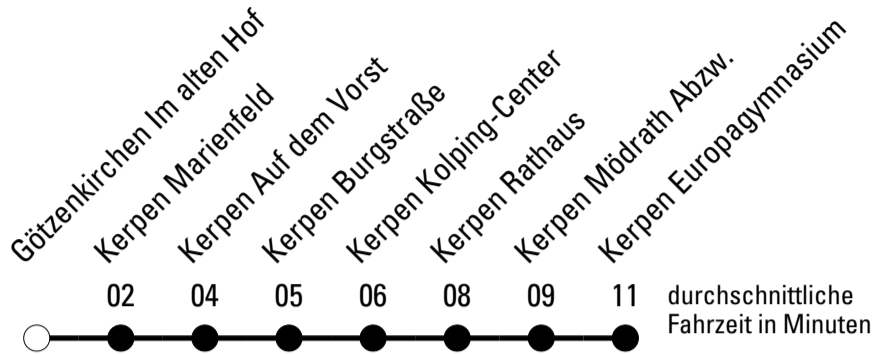 Götzenkirchen Im alten Hof
Kerpen Marienfeld
Kerpen Auf dem Vorst
Kerpen Burgstraße
Kerpen Kolping-Center
Kerpen Rathaus
Kerpen Mödrath Abzw.
Kerpen Europagymnasium
02 04 05 06 08 09 11
durchschnittliche
Fahrzeit in Minuten